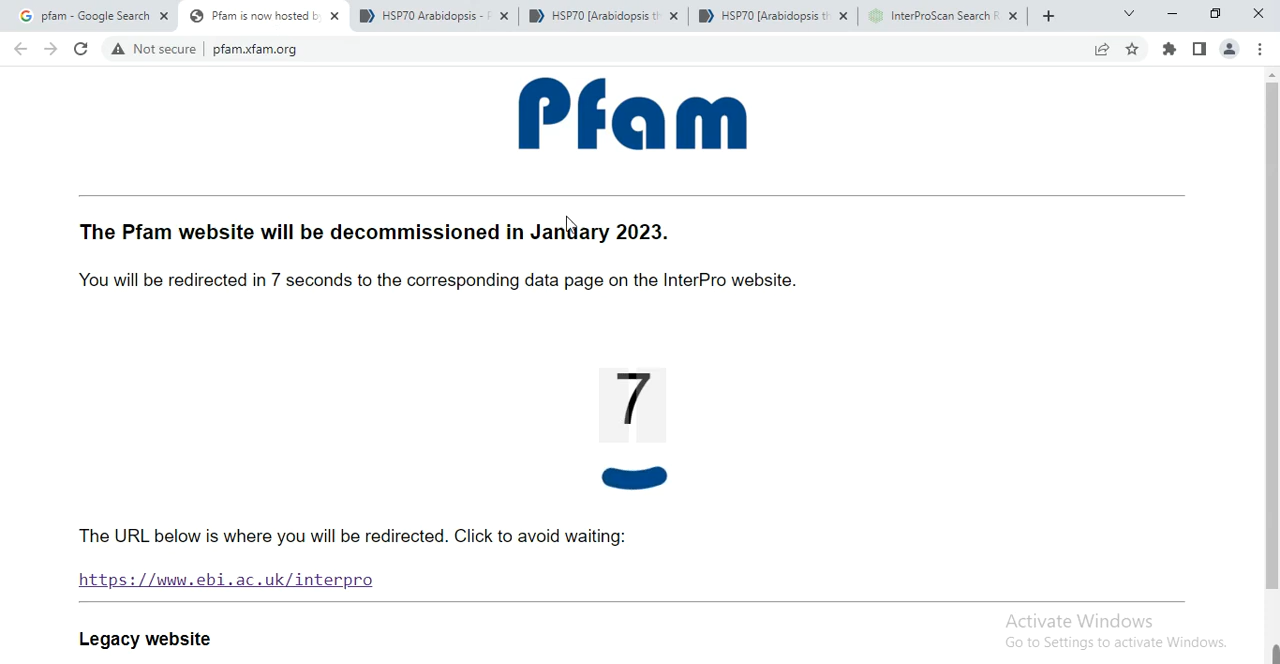 pfam - Google Search
Pfam is now hosted b
HSP70 Arabidopsis -
HSP70 [Arabidopsis th
HSP70 [Arabidopsis th
InterProScan Search R
Not secure
pfam.xfam.org
Pfam
The Pfam website will be decommissioned in January 2023.
You will be redirected in 7 seconds to the corresponding data page on the InterPro website.
7
The URL below is where you will be redirected. Click to avoid waiting:
https://www.ebi.ac.uk/interpro
Activate Windows
Go to Settings to activate Windows.
Legacy website